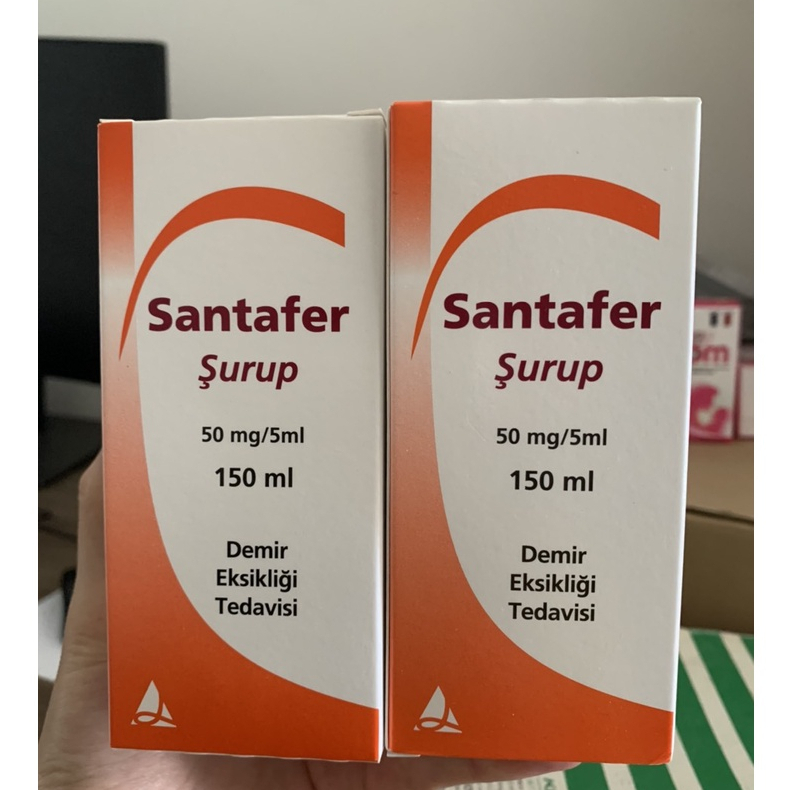 Santafer
Şurup
50 mg/5ml
150 ml
Demir
Eksikliği
Tedavisi
Santafer
Şurup
50 mg/5ml
150 ml
Demir
Eksikliği
Tedavisi